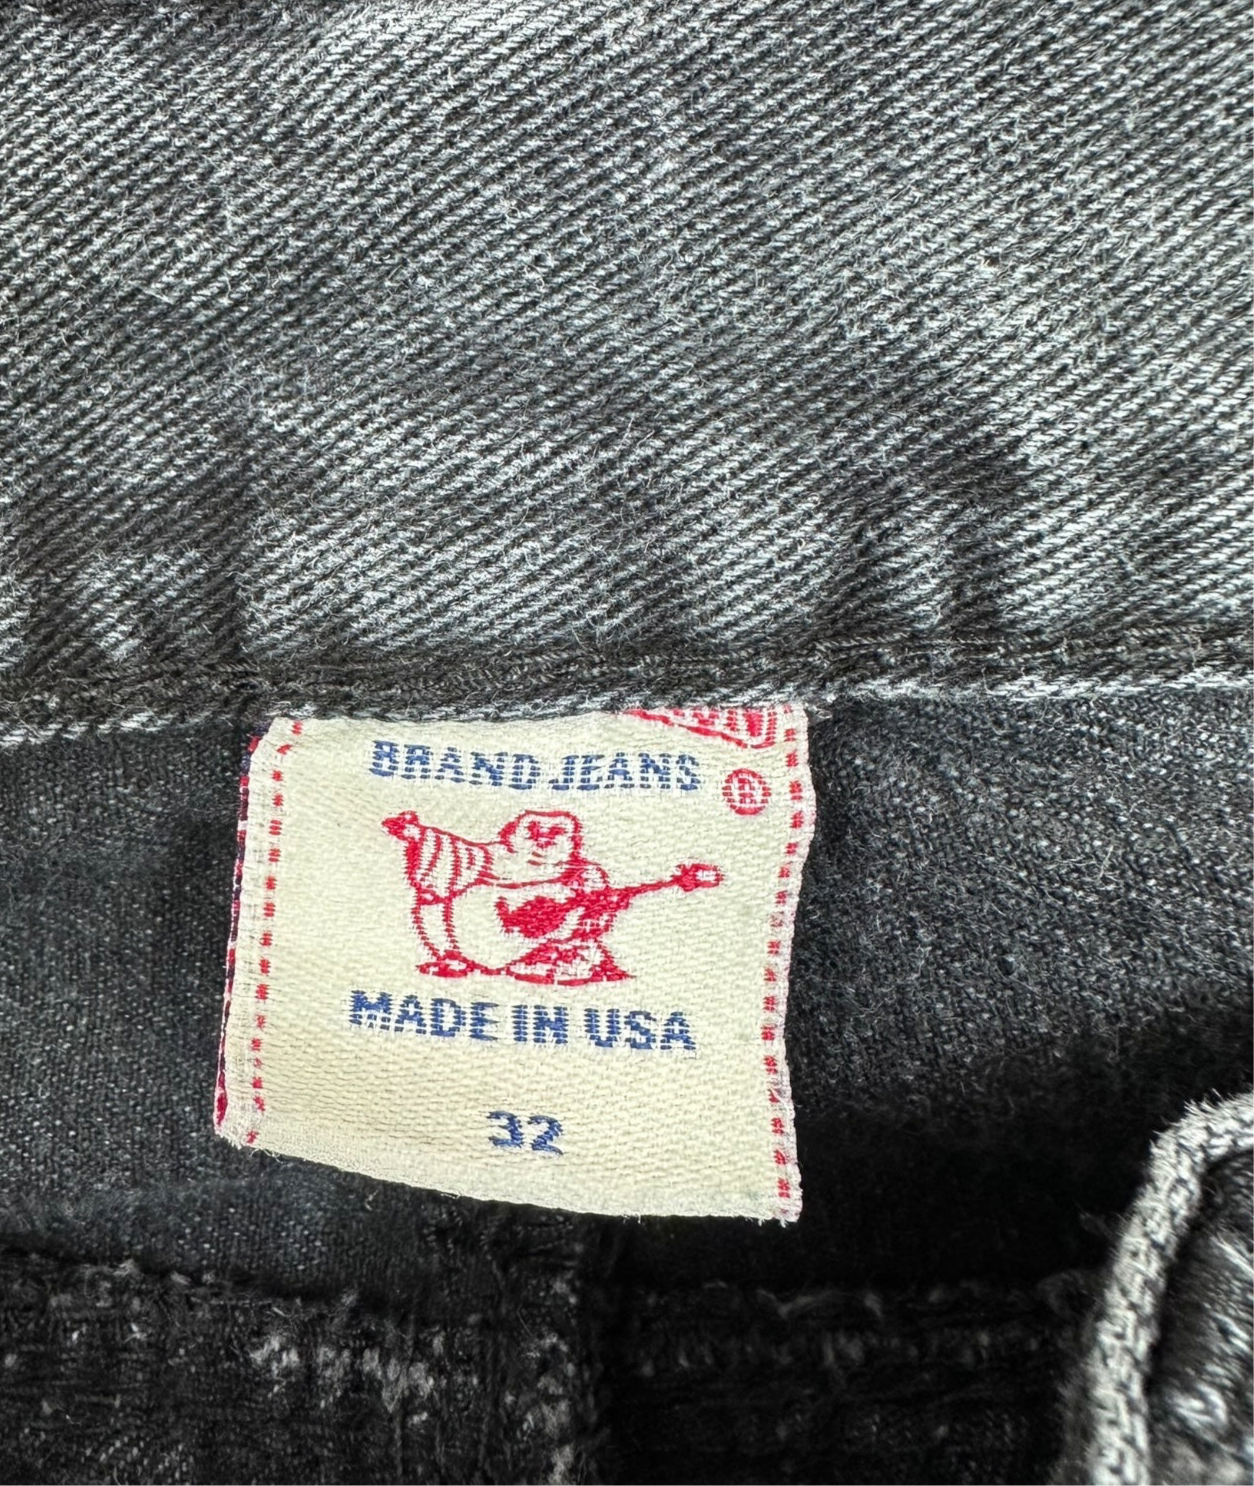 BRAND JEANS
®
MADE IN USA
32